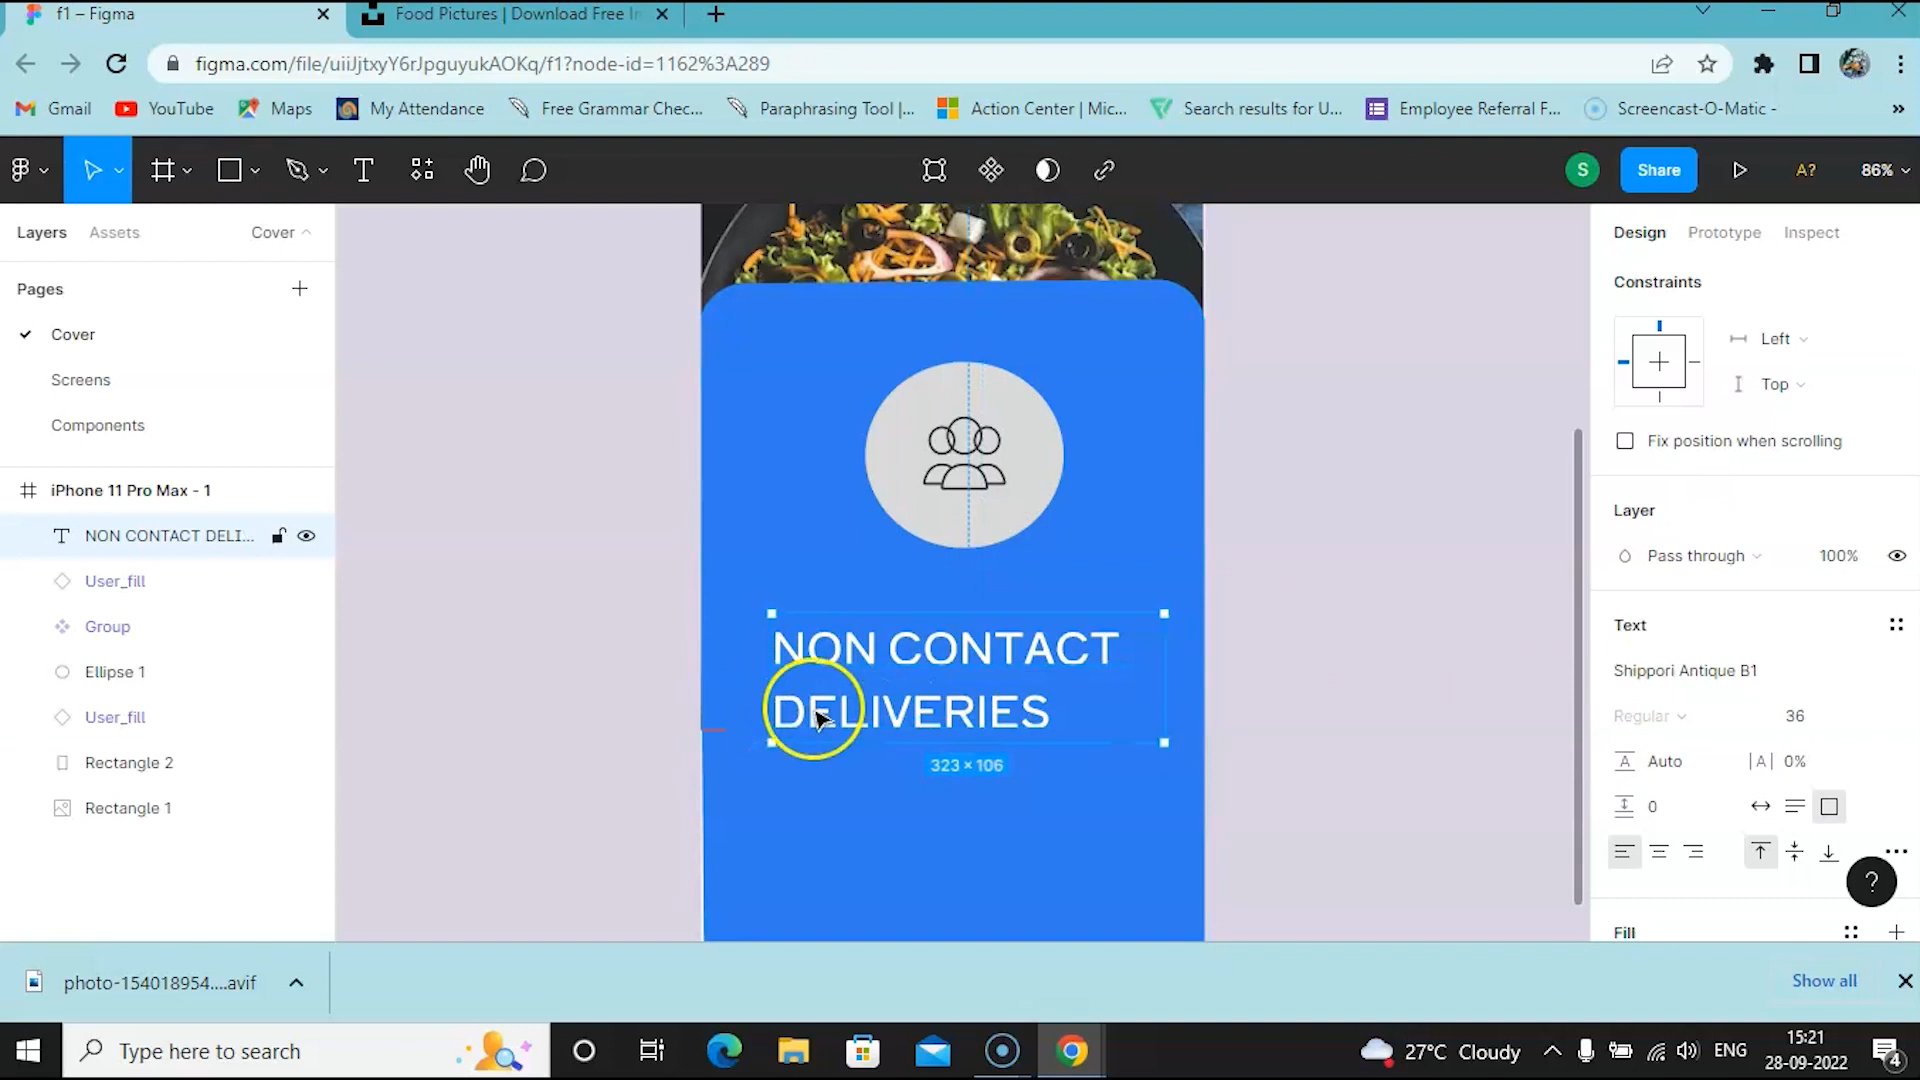 f1 – Figma
Food Pictures | Download Free In
figma.com/file/uiiJjtxyY6rJpguyukAOKq/f1?node-id=1162%3A289
Gmail
YouTube
Maps
My Attendance
Free Grammar Chec...
Paraphrasing Tool |...
Action Center | Mic...
Search results for U...
Employee Referral F...
Screencast-O-Matic -
S
Share
A?
86%
Layers
Assets
Cover
Pages
Cover
Screens
Components
iPhone 11 Pro Max - 1
NON CONTACT DELI...
User_fill
Group
Ellipse 1
User_fill
Rectangle 2
Rectangle 1
NON CONTACT
DELIVERIES
323 × 106
Design
Prototype
Inspect
Constraints
Left
Top
Fix position when scrolling
Layer
Pass through
100%
Text
Shippori Antique B1
Regular
36
Auto
|A| 0%
0
?
Fill
photo-154018954....avif
Show all
Type here to search
27°C Cloudy
ENG
15:21
28-09-2022
4